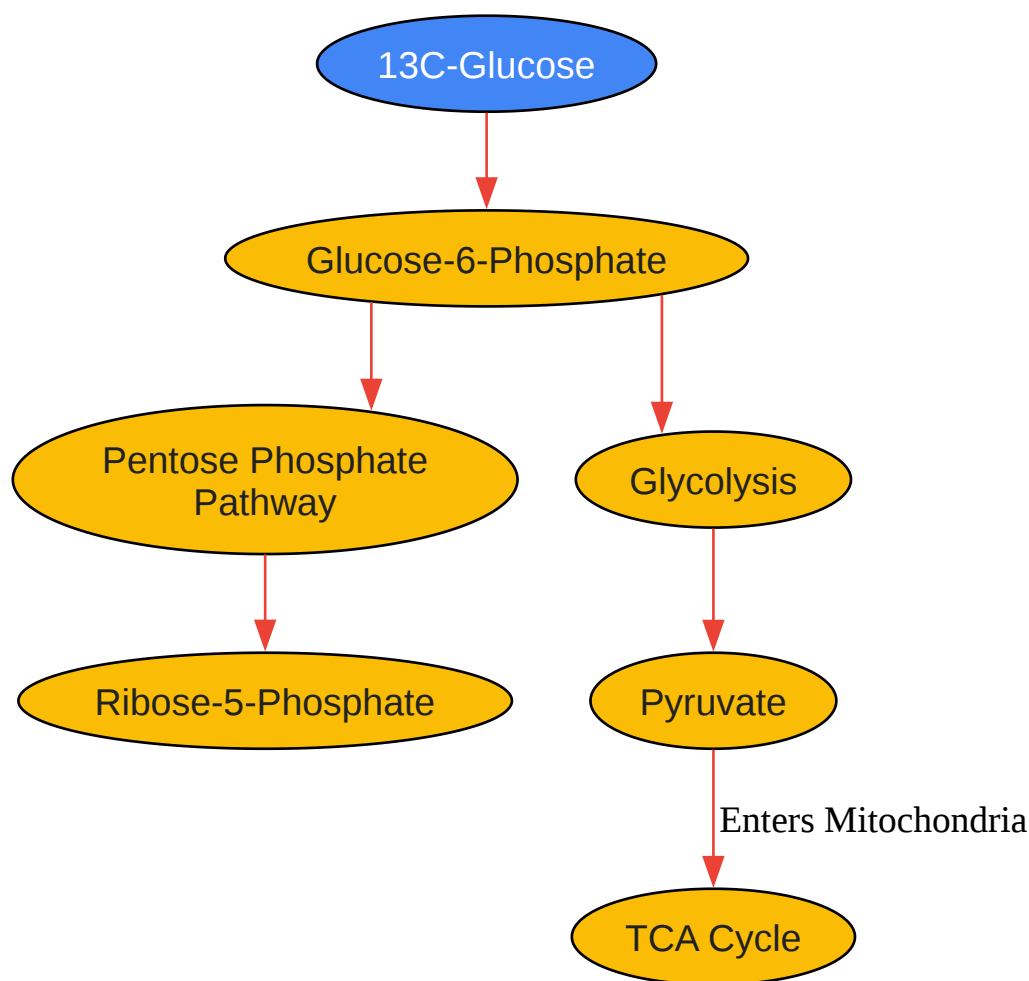 13C-Glucose
Glucose-6-Phosphate
Pentose Phosphate
Pathway
Glycolysis
Ribose-5-Phosphate
Pyruvate
Enters Mitochondria
TCA Cycle